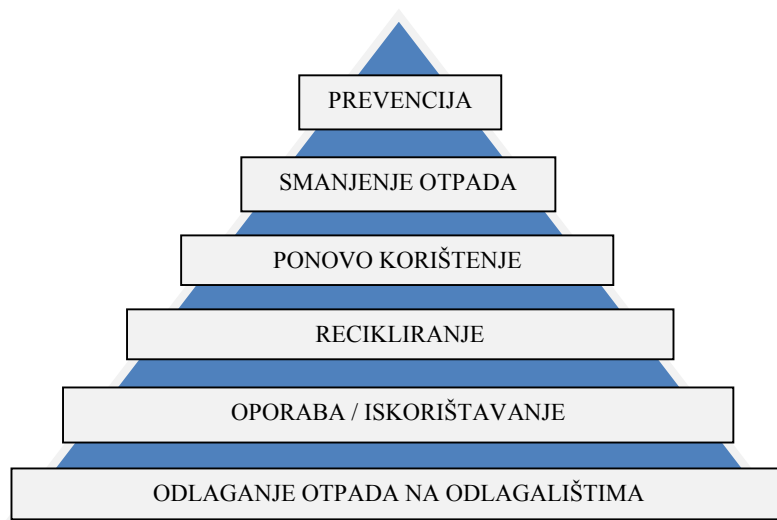 PREVENCIJA
SMANJENJE OTPADA
PONOVO KORIŠTENJE
RECIKLIRANJE
OPORABA / ISKORIŠTAVANJE
ODLAGANJE OTPADA NA ODLAGALIŠTIMA